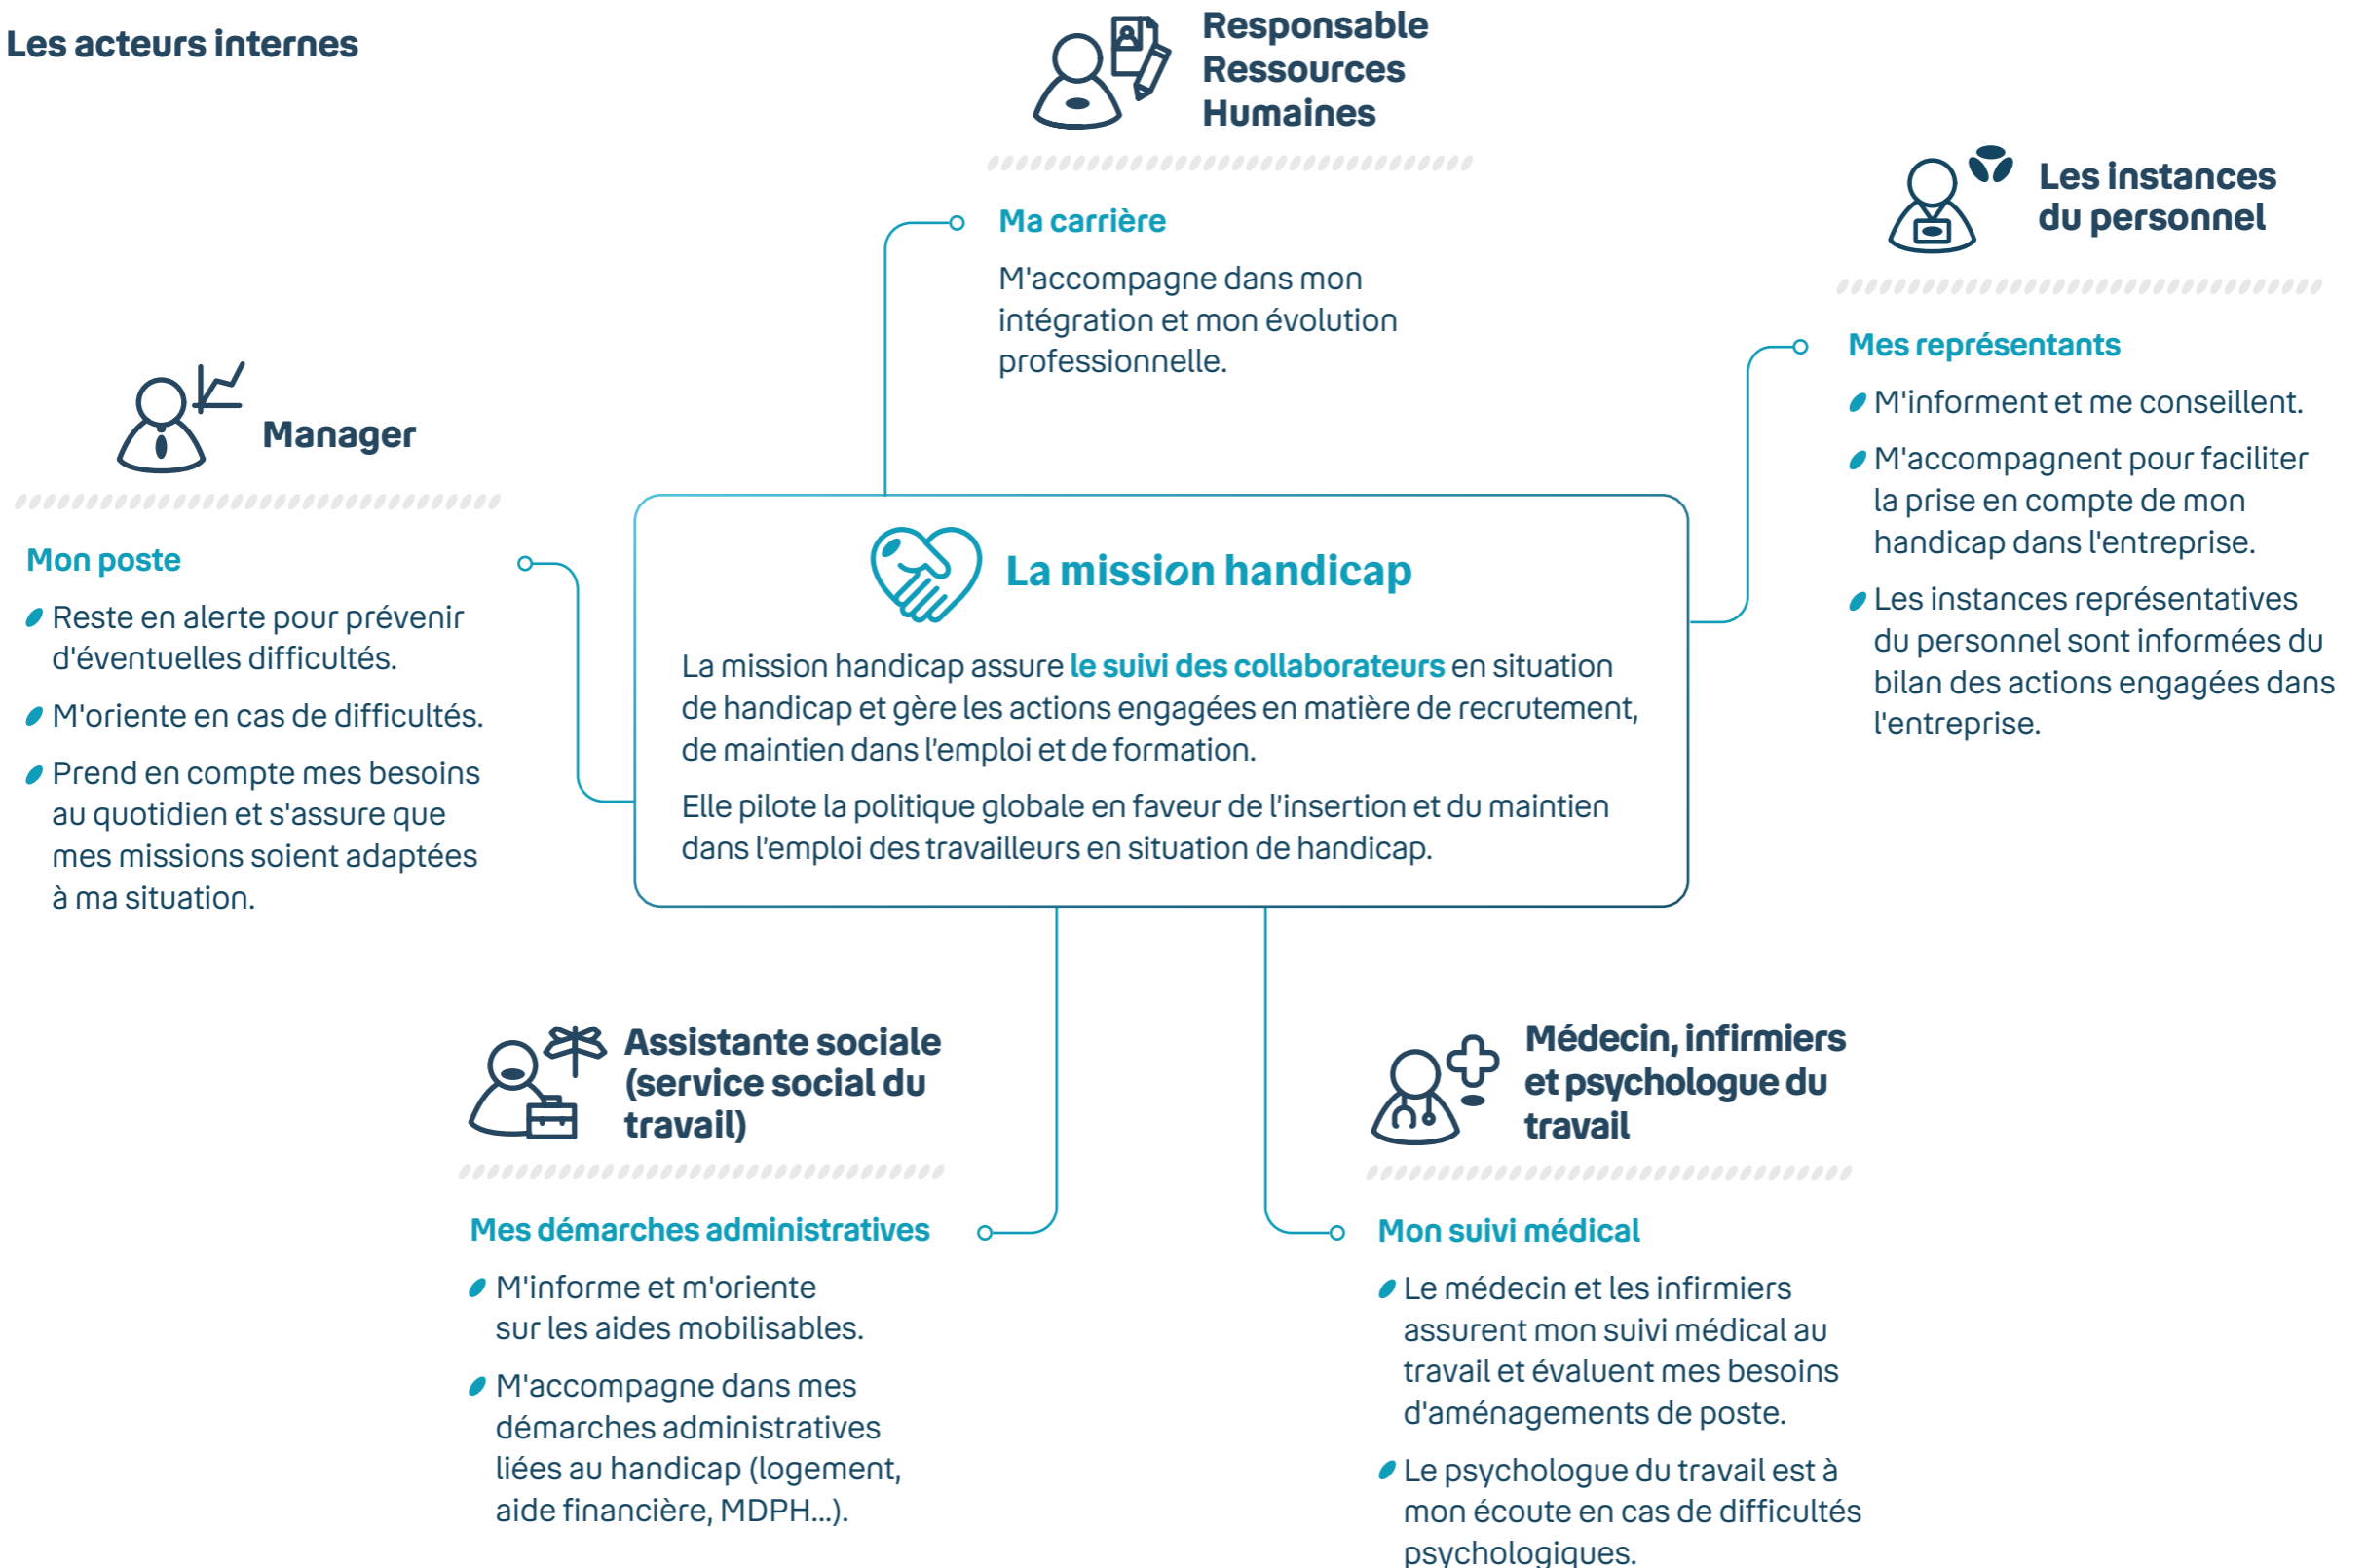 Les acteurs internes
Responsable
Ressources
Humaines
Ma carrière
M'accompagne dans mon
intégration et mon évolution
professionnelle.
Les instances
du personnel
Mes représentants
M'informent et me conseillent.
M'accompagnent pour faciliter
la prise en compte de mon
handicap dans l'entreprise.
Les instances représentatives
du personnel sont informées du
bilan des actions engagées dans
l'entreprise.
Manager
Mon poste
Reste en alerte pour prévenir
d'éventuelles difficultés.
M'oriente en cas de difficultés.
Prend en compte mes besoins
au quotidien et s'assure que
mes missions soient adaptées
à ma situation.
La mission handicap
La mission handicap assure le suivi des collaborateurs en situation
de handicap et gère les actions engagées en matière de recrutement,
de maintien dans l'emploi et de formation.
Elle pilote la politique globale en faveur de l'insertion et du maintien
dans l'emploi des travailleurs en situation de handicap.
Assistante sociale
(service social du
travail)
Mes démarches administratives
M'informe et m'oriente
sur les aides mobilisables.
M'accompagne dans mes
démarches administratives
liées au handicap (logement,
aide financière, MDPH...).
Médecin, infirmiers
et psychologue du
travail
Mon suivi médical
Le médecin et les infirmiers
assurent mon suivi médical au
travail et évaluent mes besoins
d'aménagements de poste.
Le psychologue du travail est à
mon écoute en cas de difficultés
psychologiques.